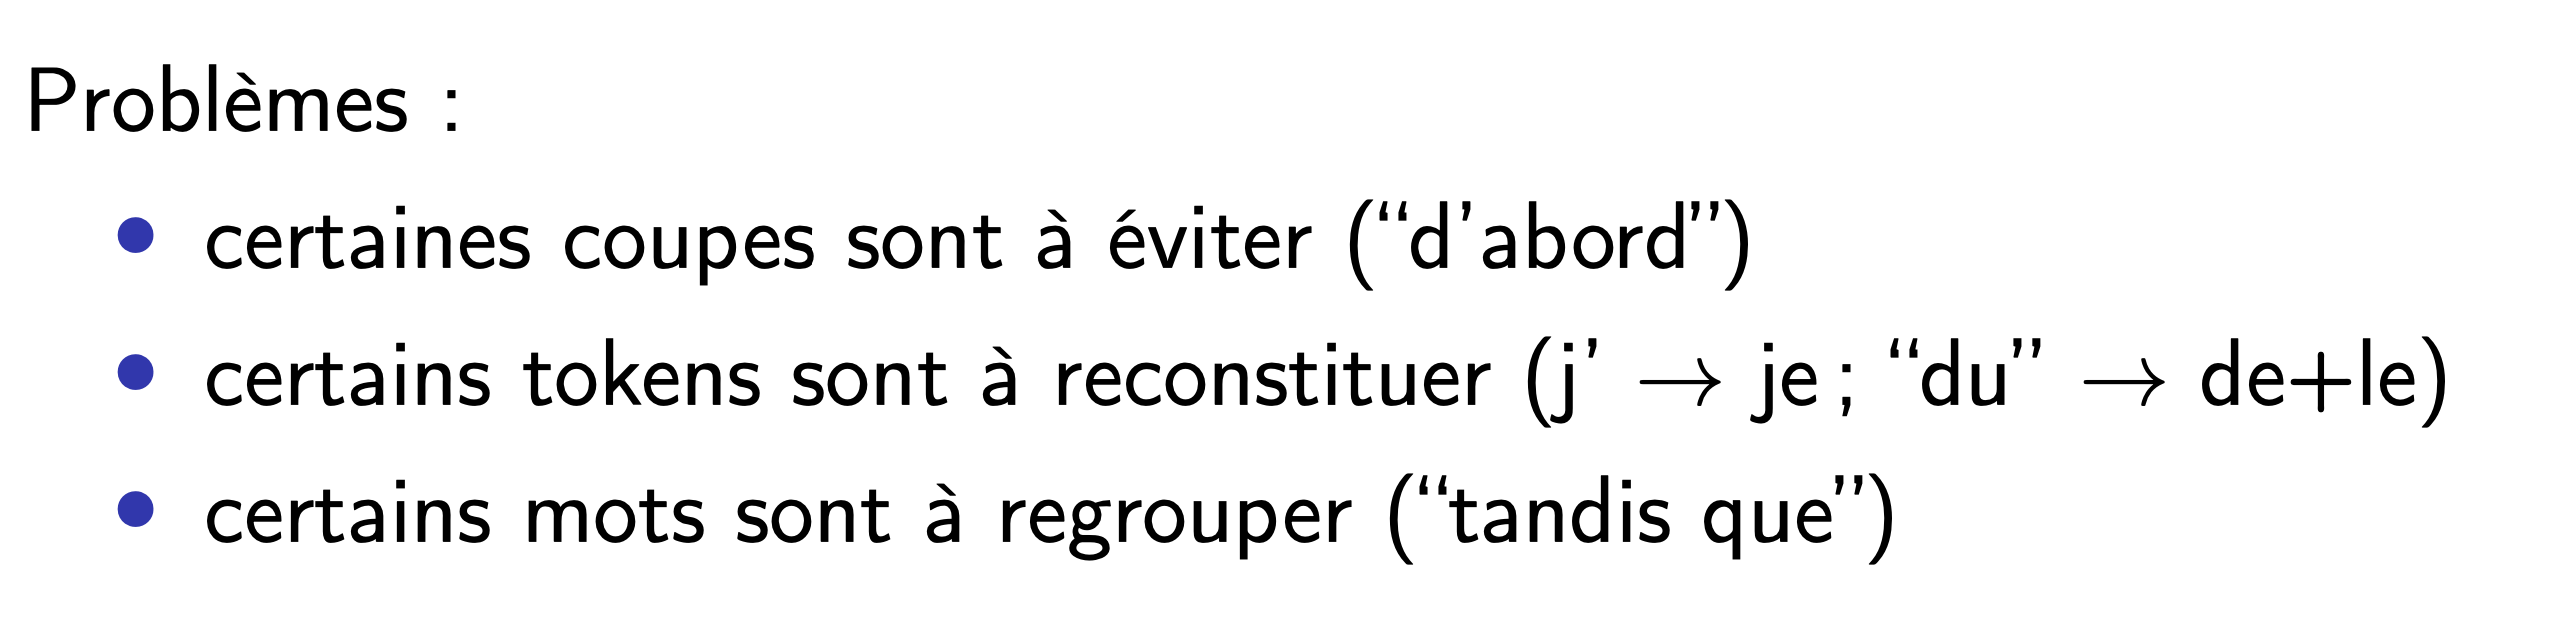 Problèmes :
• certaines coupes sont à éviter (“d’abord”)
• certains tokens sont à reconstituer (j’ → je ; “du” → de+le)
• certains mots sont à regrouper (“tandis que”)